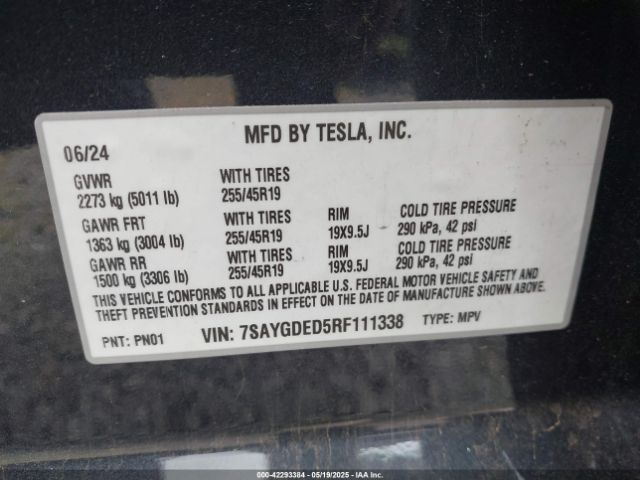 MFD BY TESLA, INC.
06/24
GVWR WITH TIRES
2273 kg (5011 lb) 255/45R19
GAWR FRT WITH TIRES RIM COLD TIRE PRESSURE
1363 kg (3004 lb) 255/45R19 19X9.5J 290 kPa, 42 psi
GAWR RR WITH TIRES RIM COLD TIRE PRESSURE
1500 kg (3306 lb) 255/45R19 19X9.5J 290 kPa, 42 psi
THIS VEHICLE CONFORMS TO ALL APPLICABLE U.S. FEDERAL MOTOR VEHICLE SAFETY AND
THEFT PREVENTION STANDARDS IN EFFECT ON THE DATE OF MANUFACTURE SHOWN ABOVE.
PNT: PN01 VIN: 7SAYGDED5RF111338 TYPE: MPV
000-42293384 - 05/19/2025 - IAAI.COM